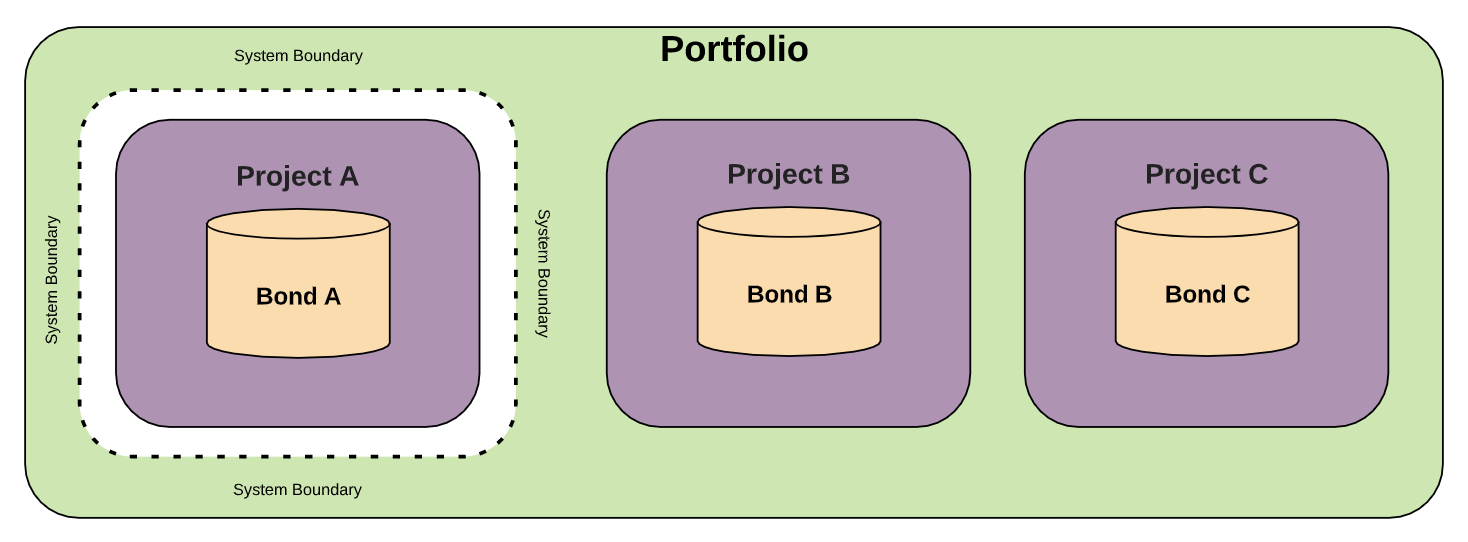 Portfolio
System Boundary
System Boundary
System Boundary
System Boundary
Project A
Bond A
Project B
Bond B
Project C
Bond C